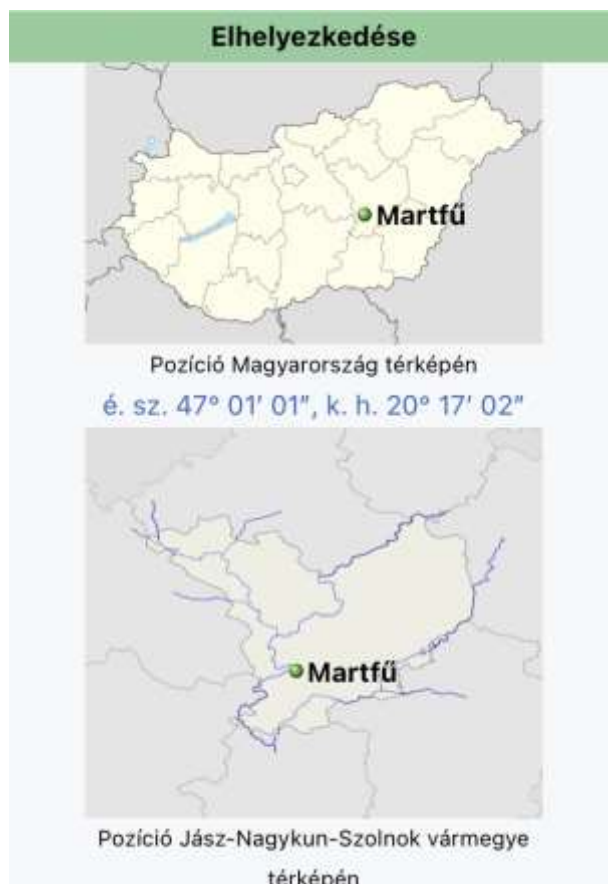 Elhelyezkedése
Martfű
Pozíció Magyarország térképén
é. sz. 47° 01′ 01″, k. h. 20° 17′ 02″
Martfű
Pozíció Jász-Nagykun-Szolnok vármegye
térképén